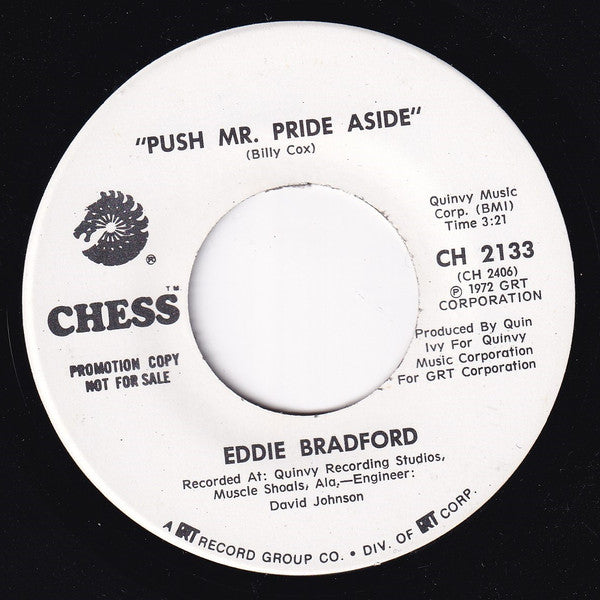 "PUSH MR. PRIDE ASIDE"
(Billy Cox)
Quinvy Music
Corp. (BMI)
Time 3:21
CH 2133
(CH 2406)
Ⓟ 1972 GRT
CORPORATION
®
CHESS™
PROMOTION COPY
NOT FOR SALE
Produced By Quin
Ivy For Quinvy
Music Corporation
For GRT Corporation
EDDIE BRADFORD
Recorded At: Quinvy Recording Studios,
Muscle Shoals, Ala,—Engineer:
David Johnson
A GRT RECORD GROUP CO. • DIV. OF GRT CORP.